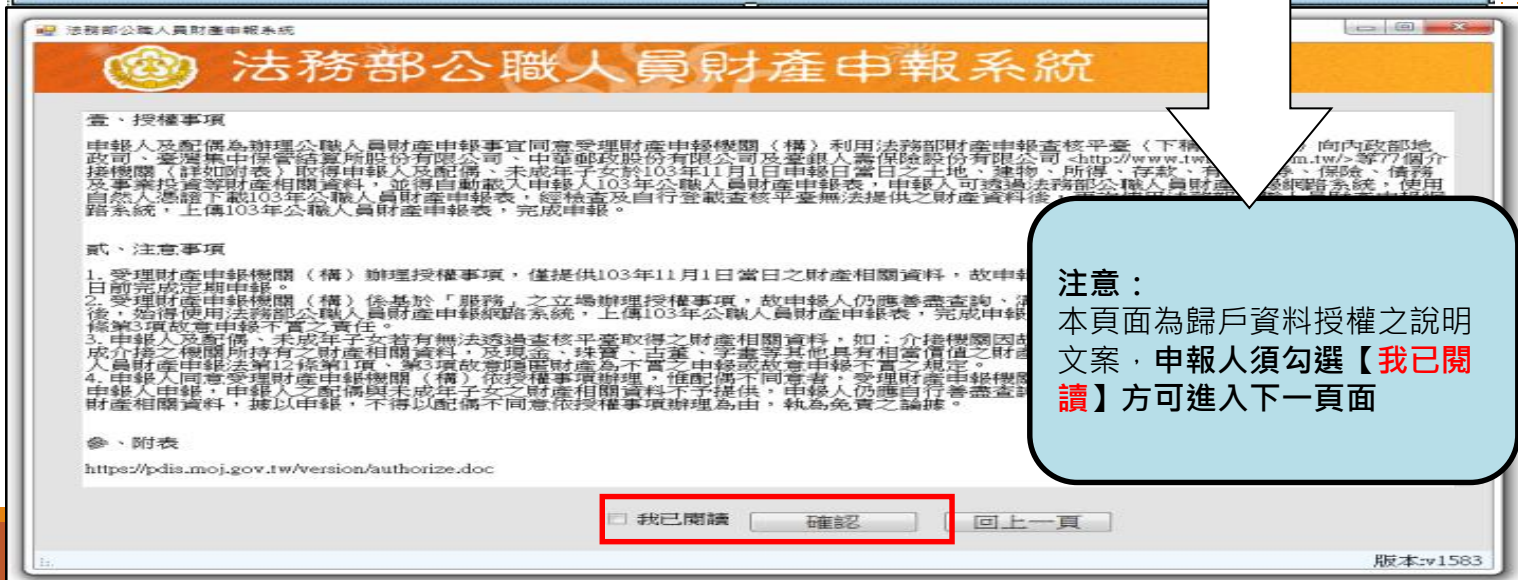 法務部公職人員財產申報系統
法務部公職人員財產申報系統
壹、授權事項
申報人及配偶為辦理公職人員財產申報事宜同意受理財產申報機關（構）利用法務部財產申報查核平臺（下稱 向內政部地
政司、臺灣集中保管結算所股份有限公司、中華郵政股份有限公司及臺銀人壽保險股份有限公司 <http://www.tw m.tw/>等77個介
接機關（詳如附表）取得申報人及配偶、未成年子女於103年11月1日申報日當日之土地、建物、所得、存款、有 券、保險、債務
及事業投資等財產相關資料，並得自動載入申報人103年公職人員財產申報表，申報人可透過法務部公職人員財產 網路系統，使用
自然人憑證下載103年公職人員財產申報表，經檢查及自行登載查核平臺無法提供之財產資料後，
路系統，上傳103年公職人員財產申報表，完成申報。
貳、注意事項
1. 受理財產申報機關（構）辦理授權事項，僅提供103年11月1日當日之財產相關資料，故申報
日前完成定期申報。
2. 受理財產申報機關（構）係基於「服務」之立場辦理授權事項，故申報人仍應善盡查詢、
後，始得使用法務部公職人員財產申報網路系統，上傳103年公職人員財產申報表，完成申報
條第3項故意申報不實之責任。
3. 申報人及配偶、未成年子女若有無法透過查核平臺取得之財產相關資料，如：介接機關因故
成介接之機關所持有之財產相關資料，及現金、珠寶、古董、字畫等其他具有相當價值之財產
人員財產申報法第12條第1項、第3項故意隱匿財產為不實之申報或故意申報不實之規定。
4. 申報人同意受理財產申報機關（構）依授權事項辦理，惟配偶不同意者，受理財產申報機關
申報人申報，申報人之配偶與未成年子女之財產相關資料不予提供，申報人仍應自行善盡查詢
財產相關資料，據以申報，不得以配偶不同意依授權事項辦理為由，執為免責之論據。
參、附表
https://pdis.moj.gov.tw/version/authorize.doc
我已閱讀 確認 回上一頁
版本:v1583
注意：
本頁面為歸戶資料授權之說明
文案，申報人須勾選【我已閱
讀】方可進入下一頁面